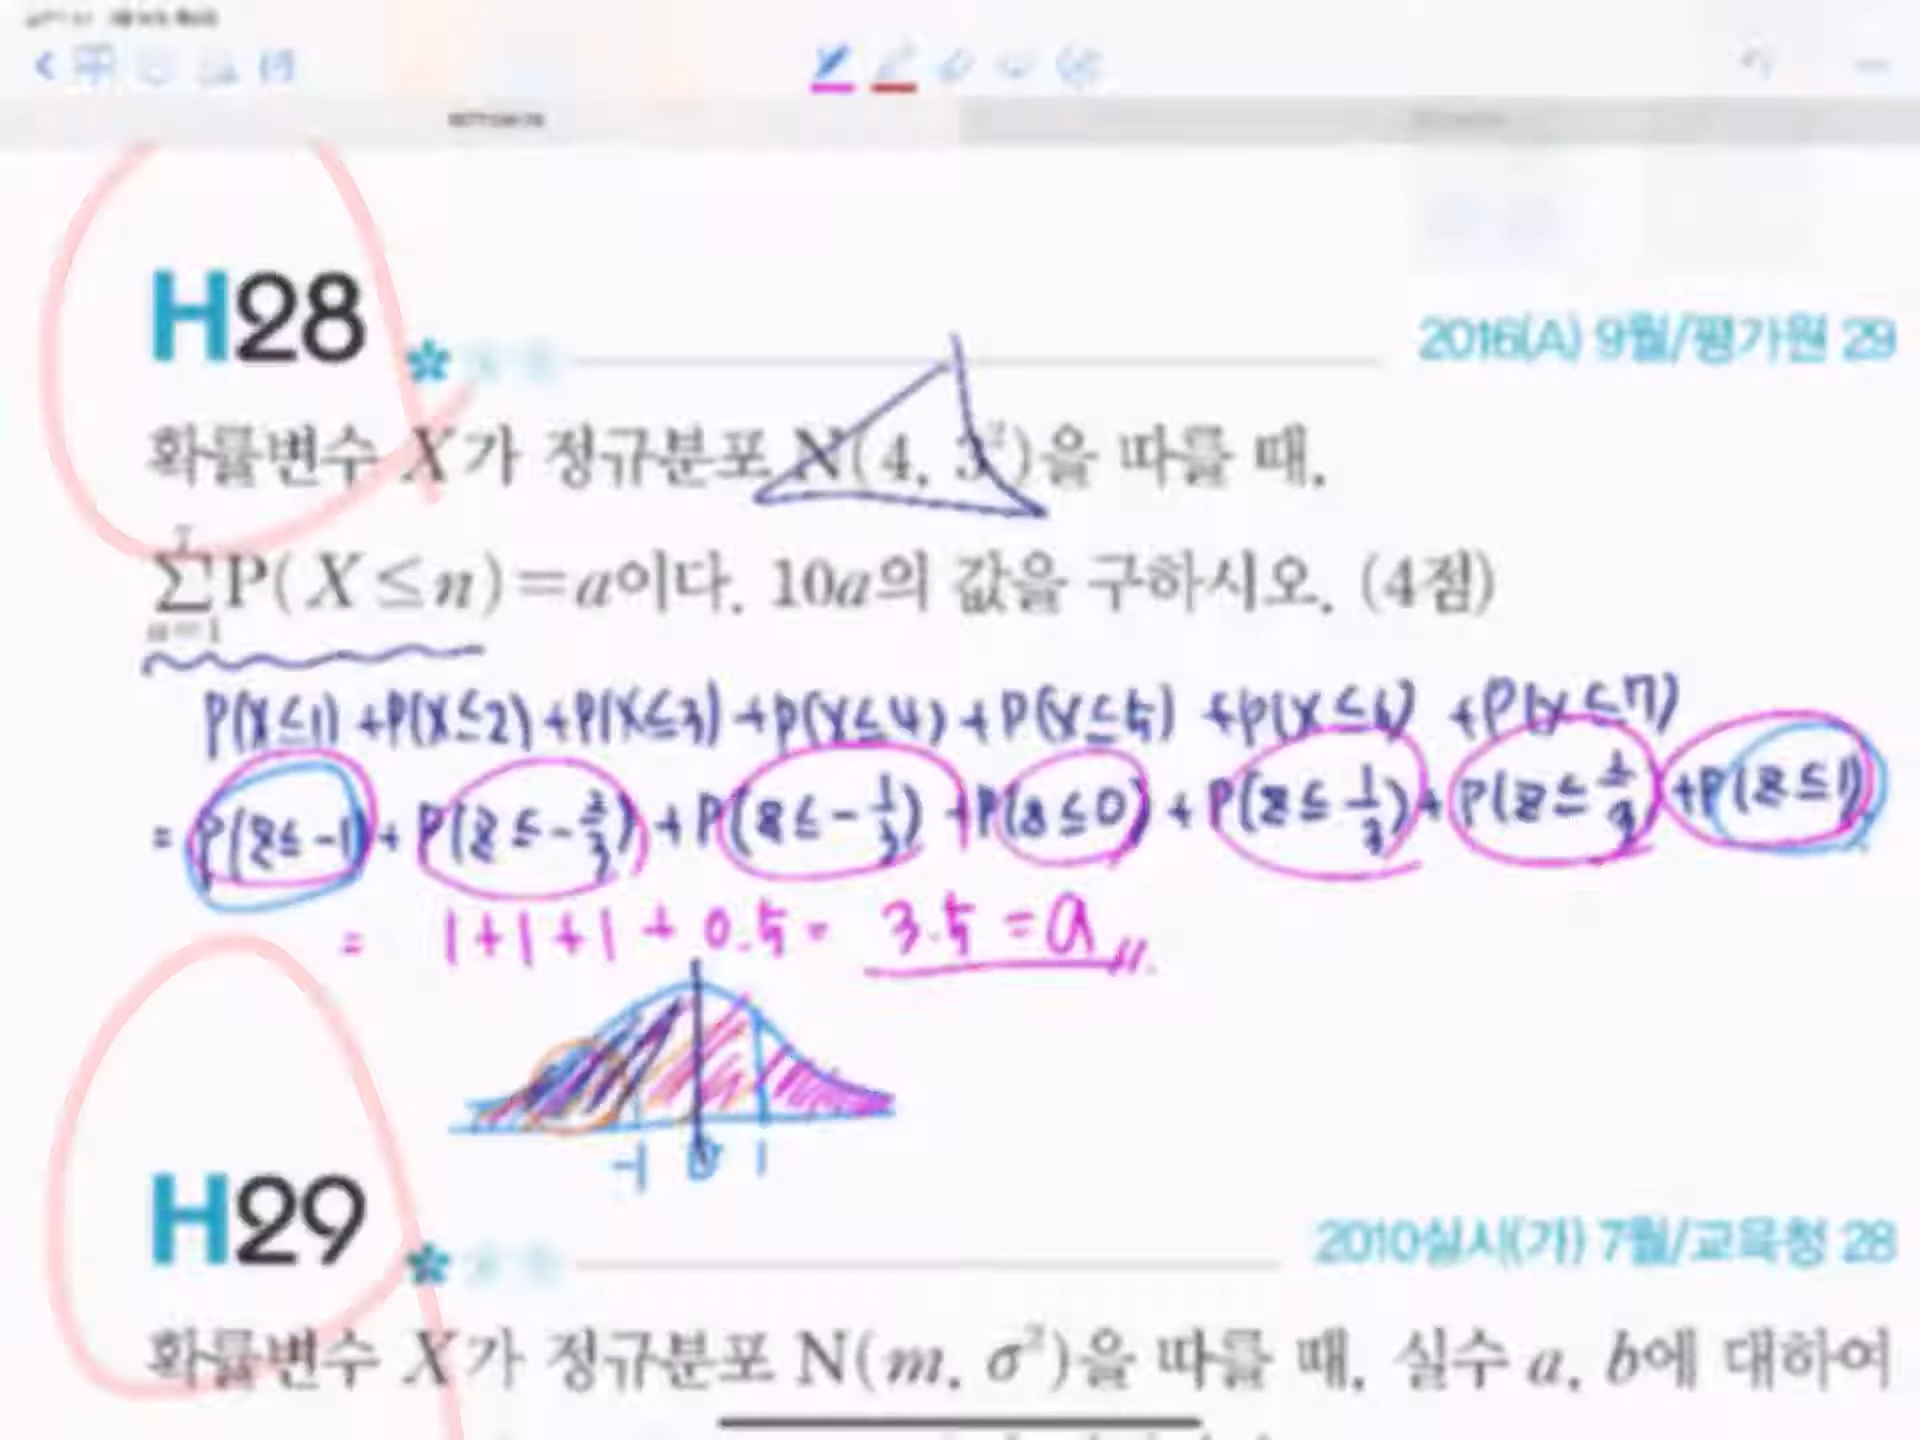 H28
2016(A) 9월/평가원 29
확률변수 X가 정규분포 N(4, 3²)을 따를 때,
7
∑P(X≤n)=a이다. 10a의 값을 구하시오. (4점)
n=1
P(X≤1)+P(X≤2)+P(X≤3)+P(X≤4)+P(X≤5)+P(X≤6)+P(X≤7)
= P(Z≤-1)+P(Z≤-2/3)+P(Z≤-1/3)+P(Z≤0)+P(Z≤1/3)+P(Z≤2/3)+P(Z≤1)
= 1+1+1+0.5= 3.5=a
-1 0 1
H29
2010실시(가) 7월/교육청 28
확률변수 X가 정규분포 N(m, σ²)을 따를 때, 실수 a, b에 대하여